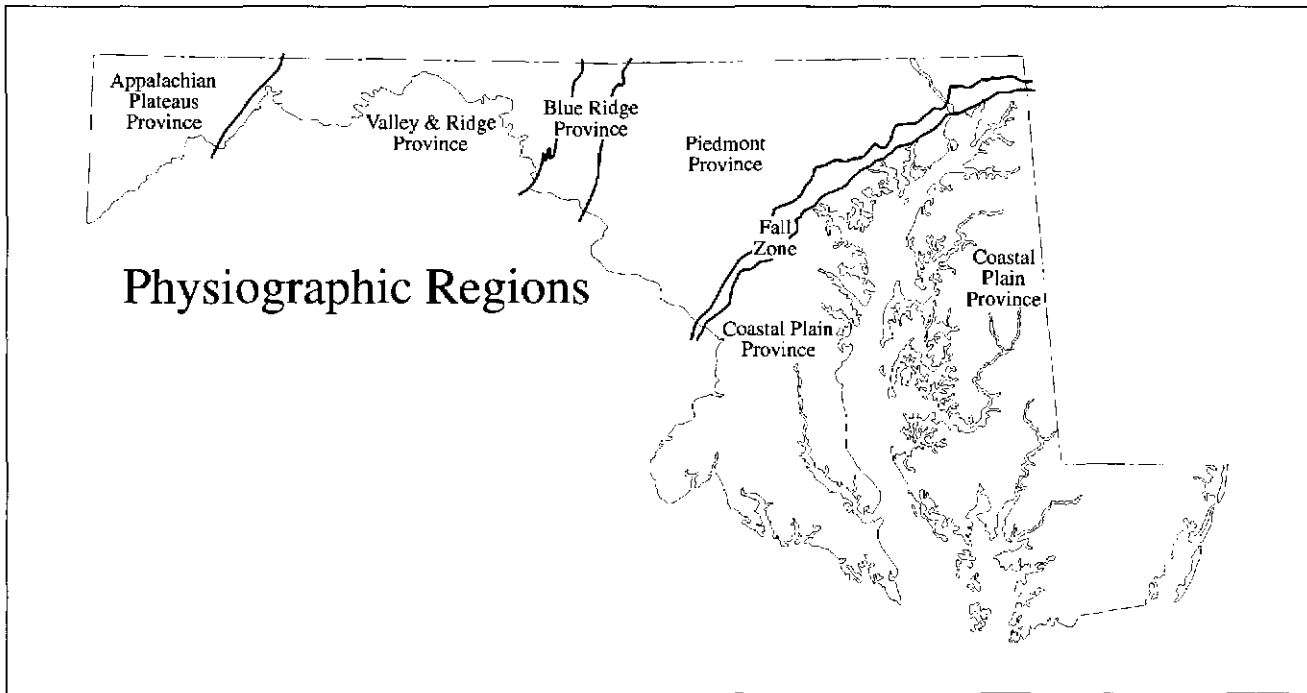 Appalachian
Plateaus
Province
Valley & Ridge
Province
Blue Ridge
Province
Piedmont
Province
Fall
Zone
Coastal
Plain
Province
Physiographic Regions
Coastal Plain
Province